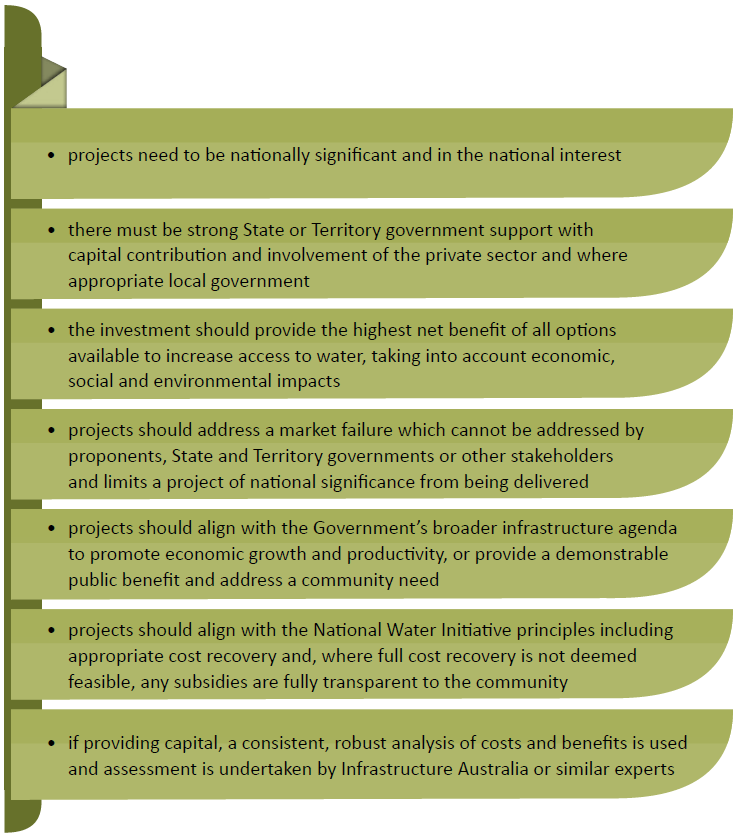 • projects need to be nationally significant and in the national interest
• there must be strong State or Territory government support with
capital contribution and involvement of the private sector and where
appropriate local government
• the investment should provide the highest net benefit of all options
available to increase access to water, taking into account economic,
social and environmental impacts
• projects should address a market failure which cannot be addressed by
proponents, State and Territory governments or other stakeholders
and limits a project of national significance from being delivered
• projects should align with the Government’s broader infrastructure agenda
to promote economic growth and productivity, or provide a demonstrable
public benefit and address a community need
• projects should align with the National Water Initiative principles including
appropriate cost recovery and, where full cost recovery is not deemed
feasible, any subsidies are fully transparent to the community
• if providing capital, a consistent, robust analysis of costs and benefits is used
and assessment is undertaken by Infrastructure Australia or similar experts